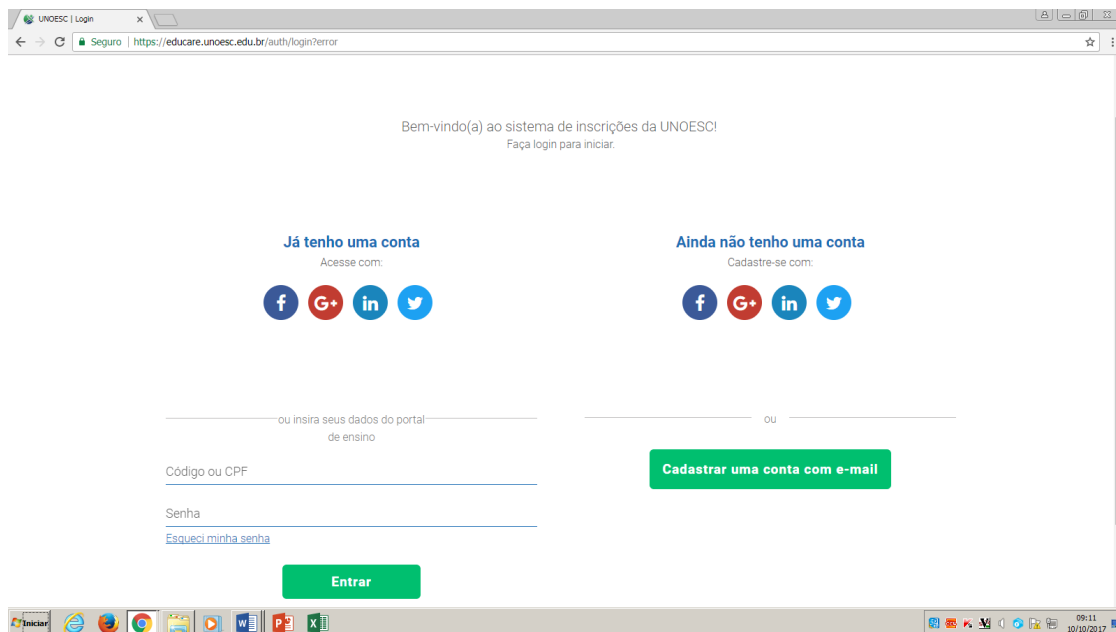 UNOESC | Login
Seguro | https://educare.unoesc.edu.br/auth/login?error
Bem-vindo(a) ao sistema de inscrições da UNOESC!
Faça login para iniciar.
Já tenho uma conta
Acesse com:
f G+ in
ou insira seus dados do portal
de ensino
Código ou CPF
Senha
Esqueci minha senha
Entrar
Ainda não tenho uma conta
Cadastre-se com:
f G+ in
ou
Cadastrar uma conta com e-mail
Iniciar
09:11
10/10/2017